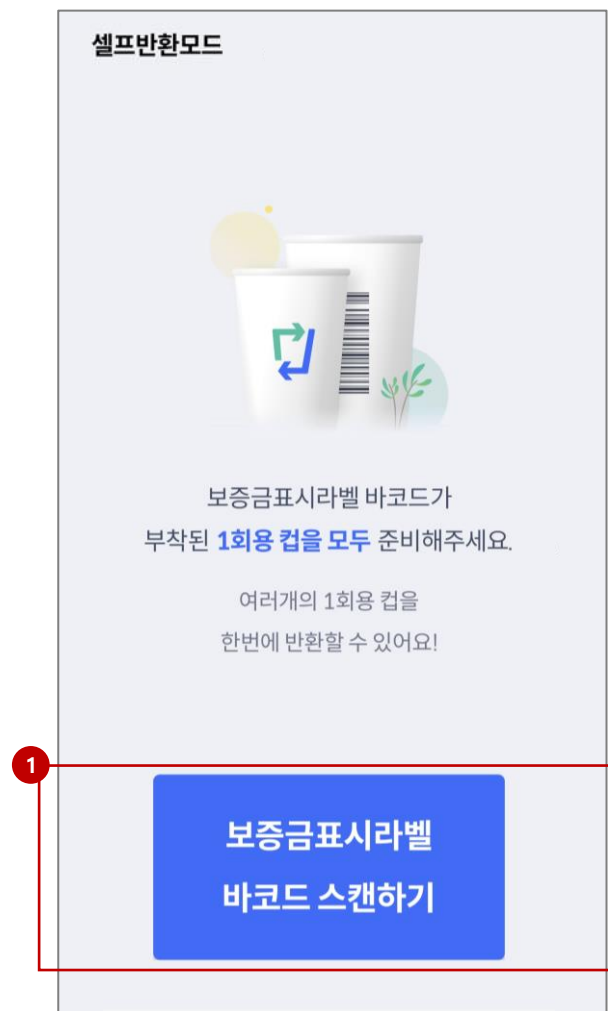 셀프반환모드
보증금표시라벨 바코드가
부착된 1회용 컵을 모두 준비해주세요.
여러개의 1회용 컵을
한번에 반환할 수 있어요!
1
보증금표시라벨
바코드 스캔하기